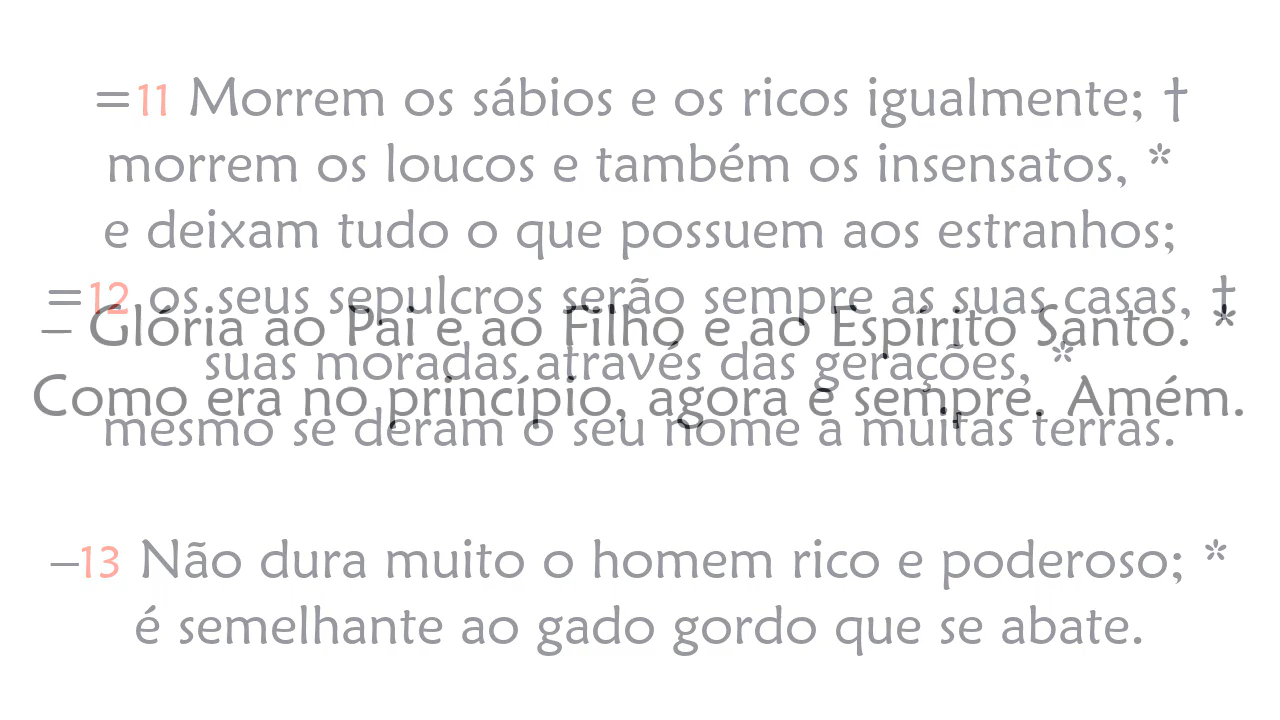 =11 Morrem os sábios e os ricos igualmente; †
morrem os loucos e também os insensatos, *
e deixam tudo o que possuem aos estranhos;
=12 os seus sepulcros serão sempre as suas casas, †
– Glória ao Pai e ao Filho e ao Espírito Santo. *
suas moradas através das gerações, *
Como era no princípio, agora e sempre. Amém.
mesmo se deram o seu nome a muitas terras.
–13 Não dura muito o homem rico e poderoso; *
é semelhante ao gado gordo que se abate.